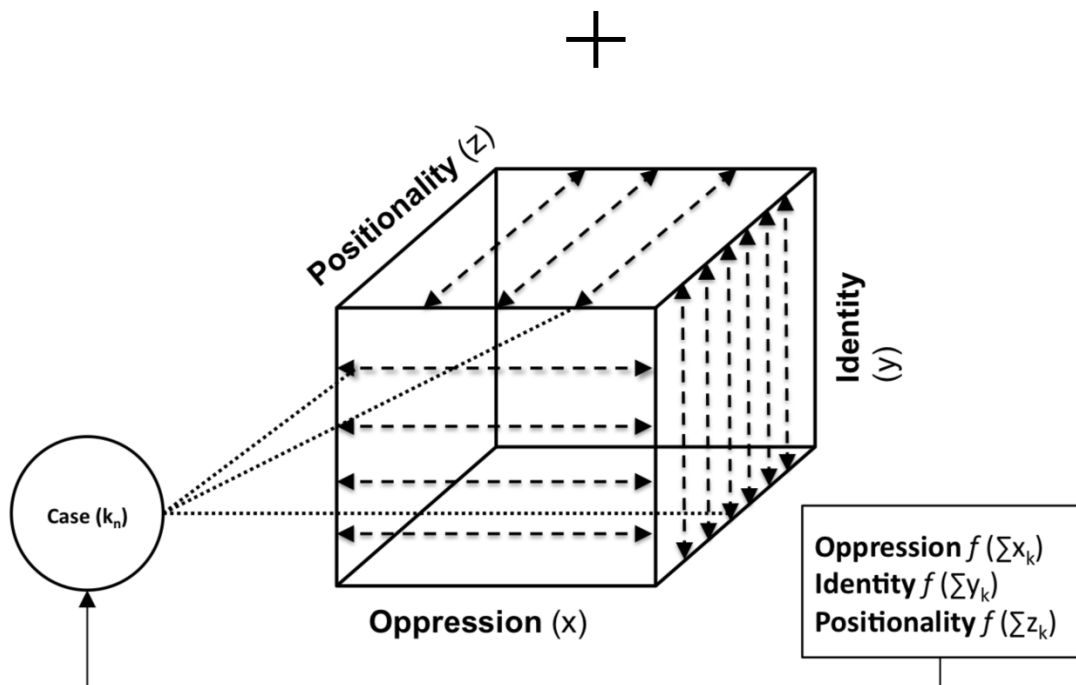 +
Positionality (z)
Identity
(y)
Case (kₙ)
Oppression (x)
Oppression f (∑xₖ)
Identity f (∑yₖ)
Positionality f (∑zₖ)